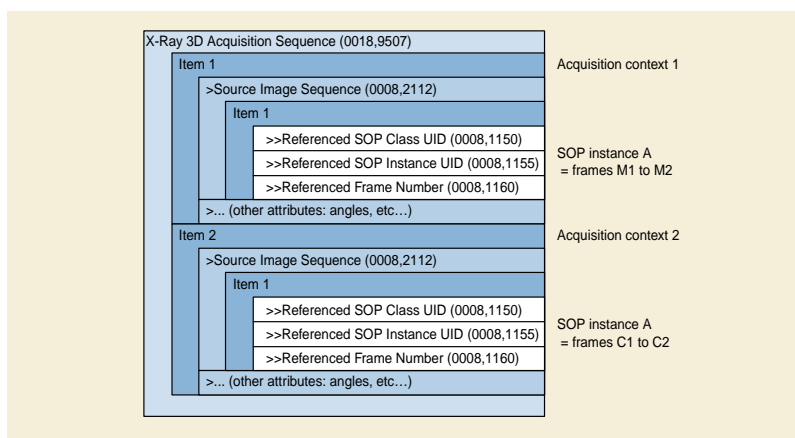 X-Ray 3D Acquisition Sequence (0018,9507)
Item 1
Acquisition context 1
>Source Image Sequence (0008,2112)
Item 1
>>Referenced SOP Class UID (0008,1150)
>>Referenced SOP Instance UID (0008,1155)
>>Referenced Frame Number (0008,1160)
SOP instance A
= frames M1 to M2
>... (other attributes: angles, etc…)
Item 2
Acquisition context 2
>Source Image Sequence (0008,2112)
Item 1
>>Referenced SOP Class UID (0008,1150)
>>Referenced SOP Instance UID (0008,1155)
>>Referenced Frame Number (0008,1160)
SOP instance A
= frames C1 to C2
>... (other attributes: angles, etc…)